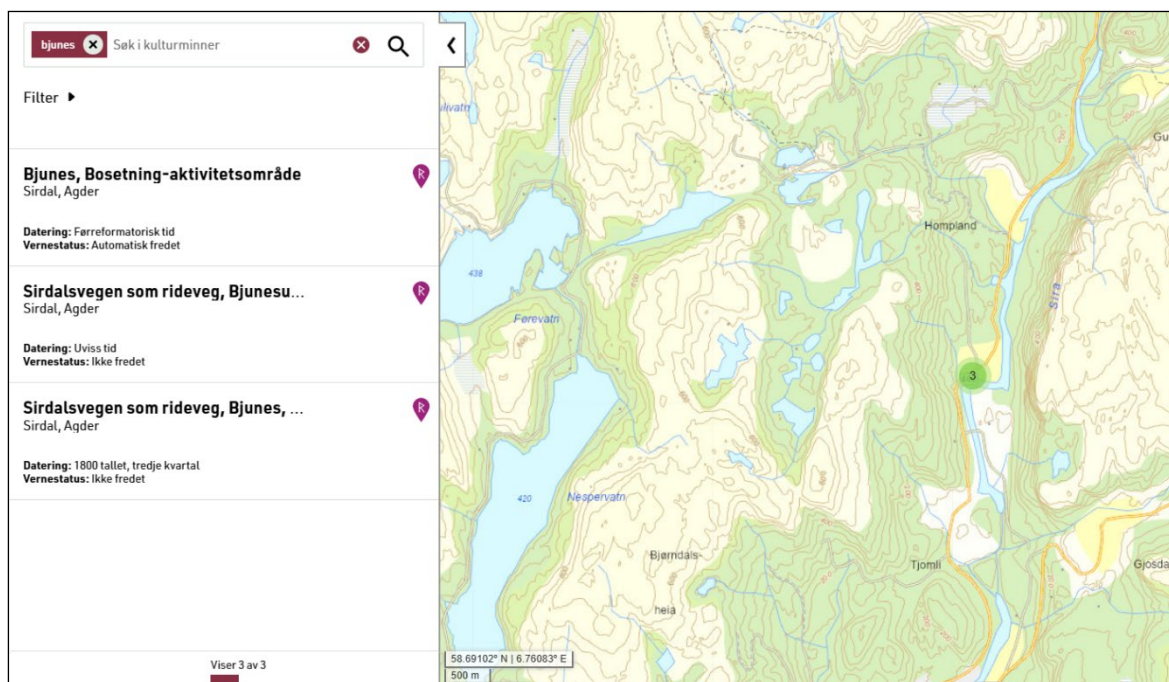 bjunes
Søk i kulturminner
Filter
Bjunes, Bosetning-aktivitetsområde
Sirdal, Agder
Datering: Førreformatorisk tid
Vernestatus: Automatisk fredet
Sirdalsvegen som rideveg, Bjunesu...
Sirdal, Agder
Datering: Uviss tid
Vernestatus: Ikke fredet
Sirdalsvegen som rideveg, Bjunes, ...
Sirdal, Agder
Datering: 1800 tallet, tredje kvartal
Vernestatus: Ikke fredet
Viser 3 av 3
Hompland
438
Førevatn
Sira
3
420
Nespervatn
Bjørndals-
heia
Tjomli
Gjosda
58.69102° N | 6.76083° E
500 m